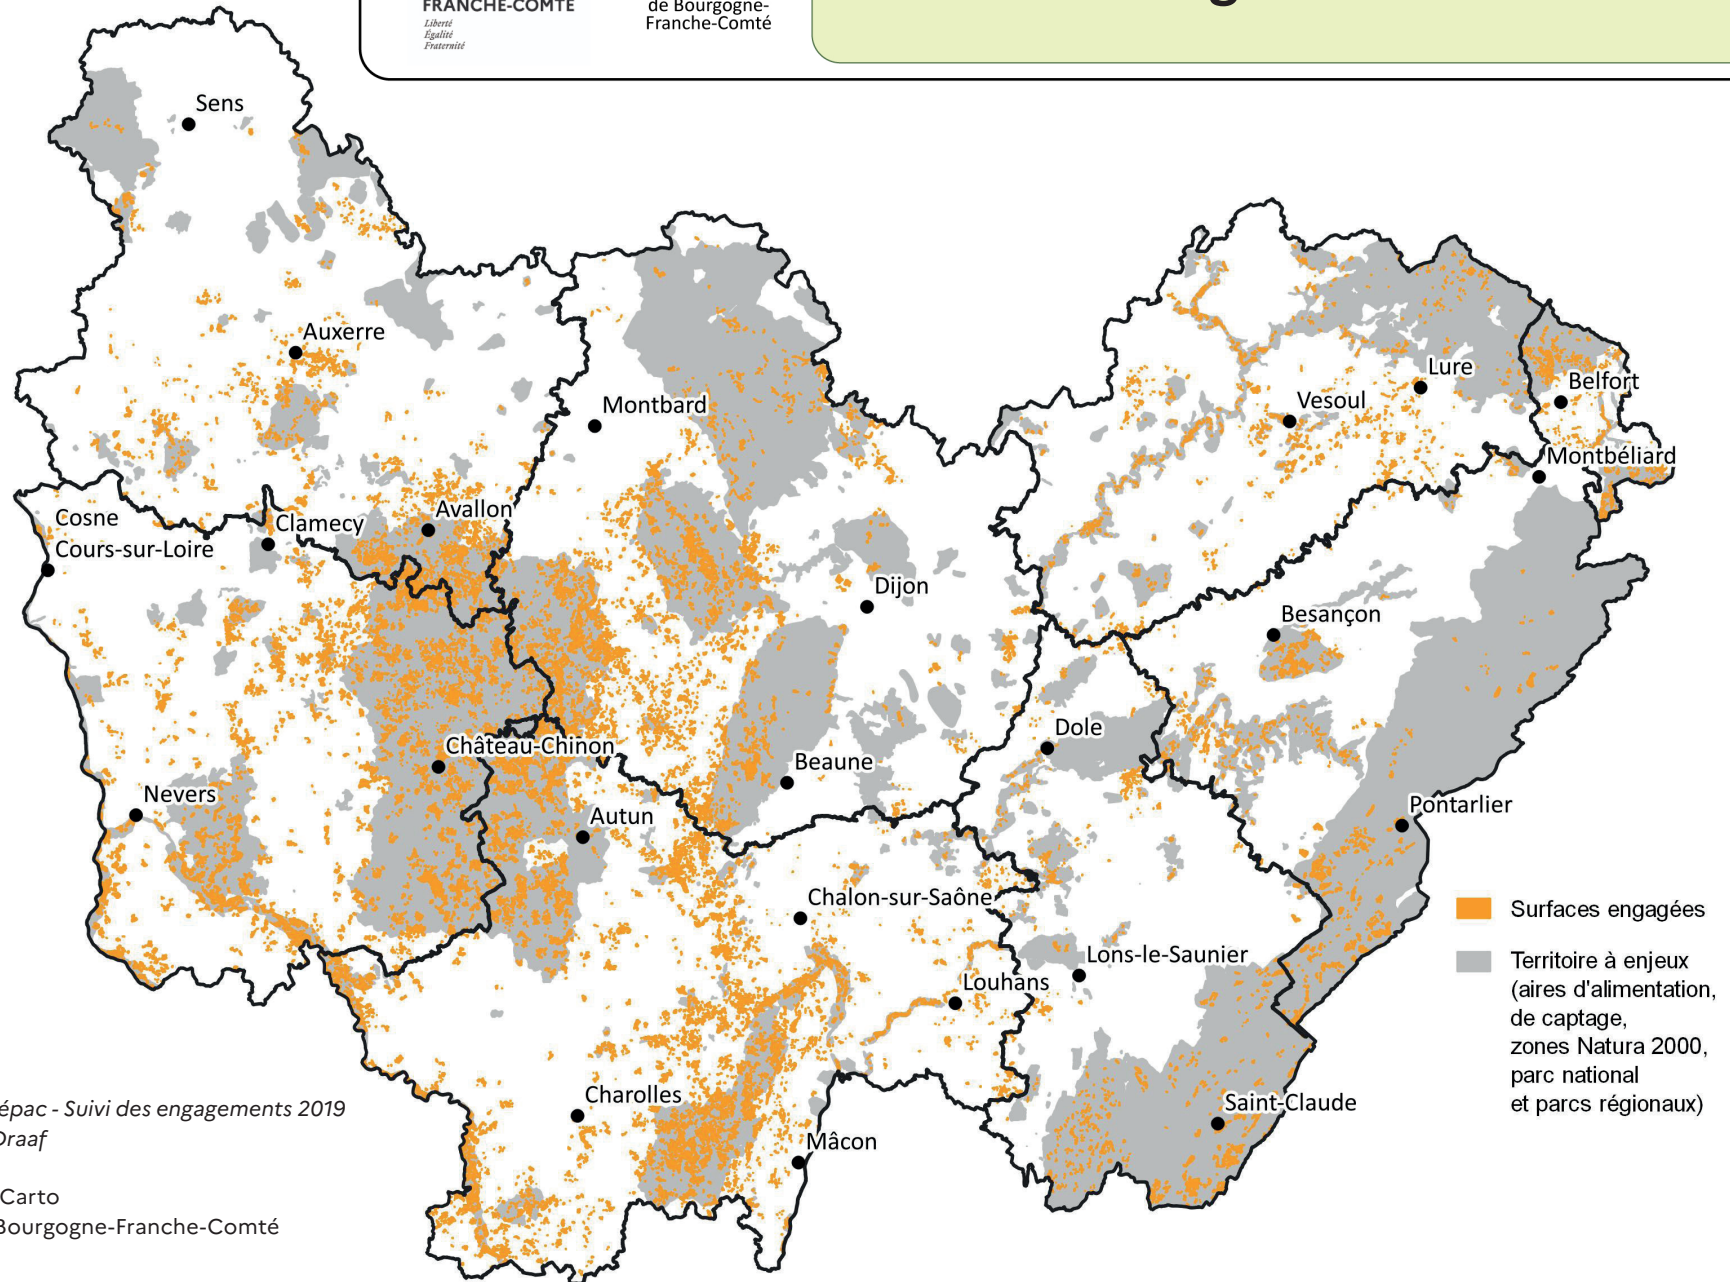 FRANCHE-COMTÉ
Liberté
Égalité
Fraternité
de Bourgogne-
Franche-Comté
Sens
Auxerre
Montbard
Lure
Belfort
Vesoul
Montbéliard
Avallon
Cosne
Cours-sur-Loire
Clamecy
Dijon
Besançon
Dole
Château-Chinon
Beaune
Nevers
Autun
Pontarlier
Chalon-sur-Saône
Lons-le-Saunier
Louhans
Charolles
Saint-Claude
Mâcon
Surfaces engagées
Territoire à enjeux
(aires d'alimentation,
de captage,
zones Natura 2000,
parc national
et parcs régionaux)
épac - Suivi des engagements 2019
Draaf
Carto
Bourgogne-Franche-Comté